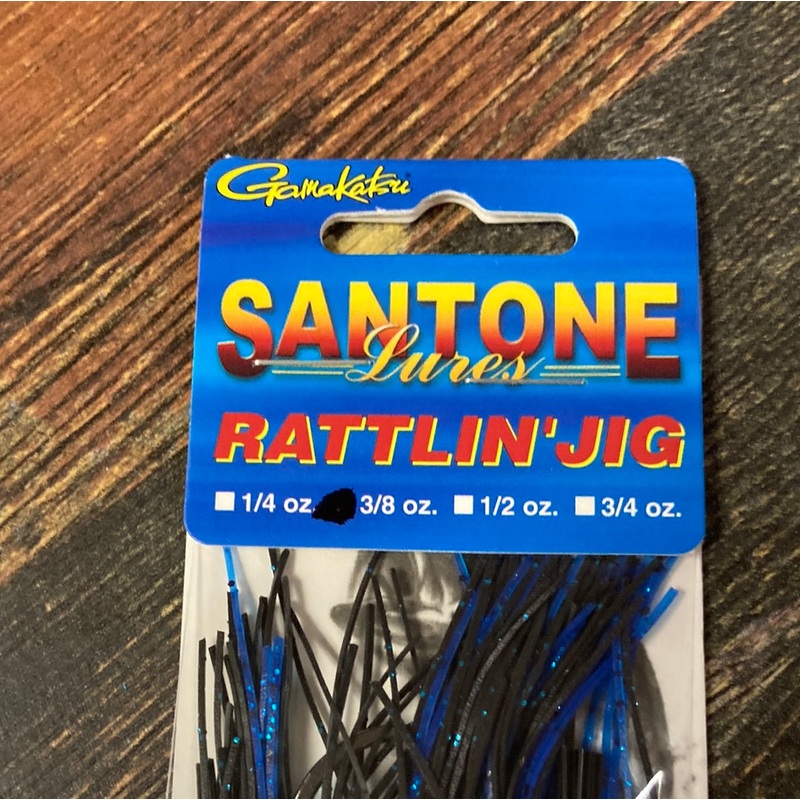 Gamakatsu
SANTONE
Lures
RATTLIN' JIG
1/4 oz. 3/8 oz. 1/2 oz. 3/4 oz.